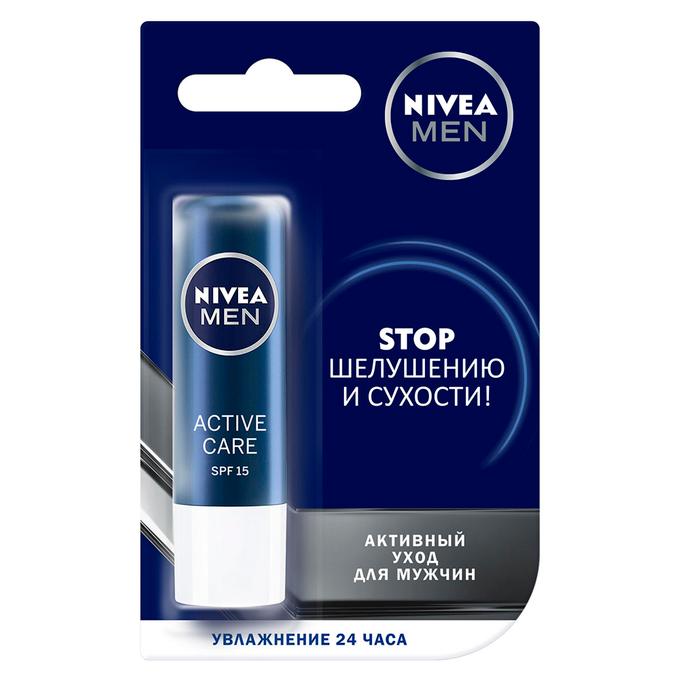 NIVEA
MEN
NIVEA
MEN
ACTIVE
CARE
SPF 15
STOP
ШЕЛУШЕНИЮ
И СУХОСТИ!
АКТИВНЫЙ
УХОД
ДЛЯ МУЖЧИН
УВЛАЖНЕНИЕ 24 ЧАСА